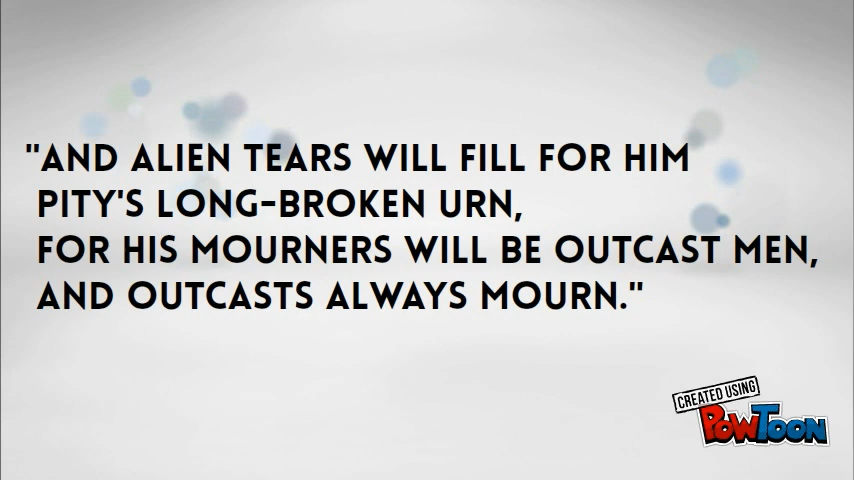 "AND ALIEN TEARS WILL FILL FOR HIM
PITY'S LONG-BROKEN URN,
FOR HIS MOURNERS WILL BE OUTCAST MEN,
AND OUTCASTS ALWAYS MOURN."
CREATED USING
POWTOON